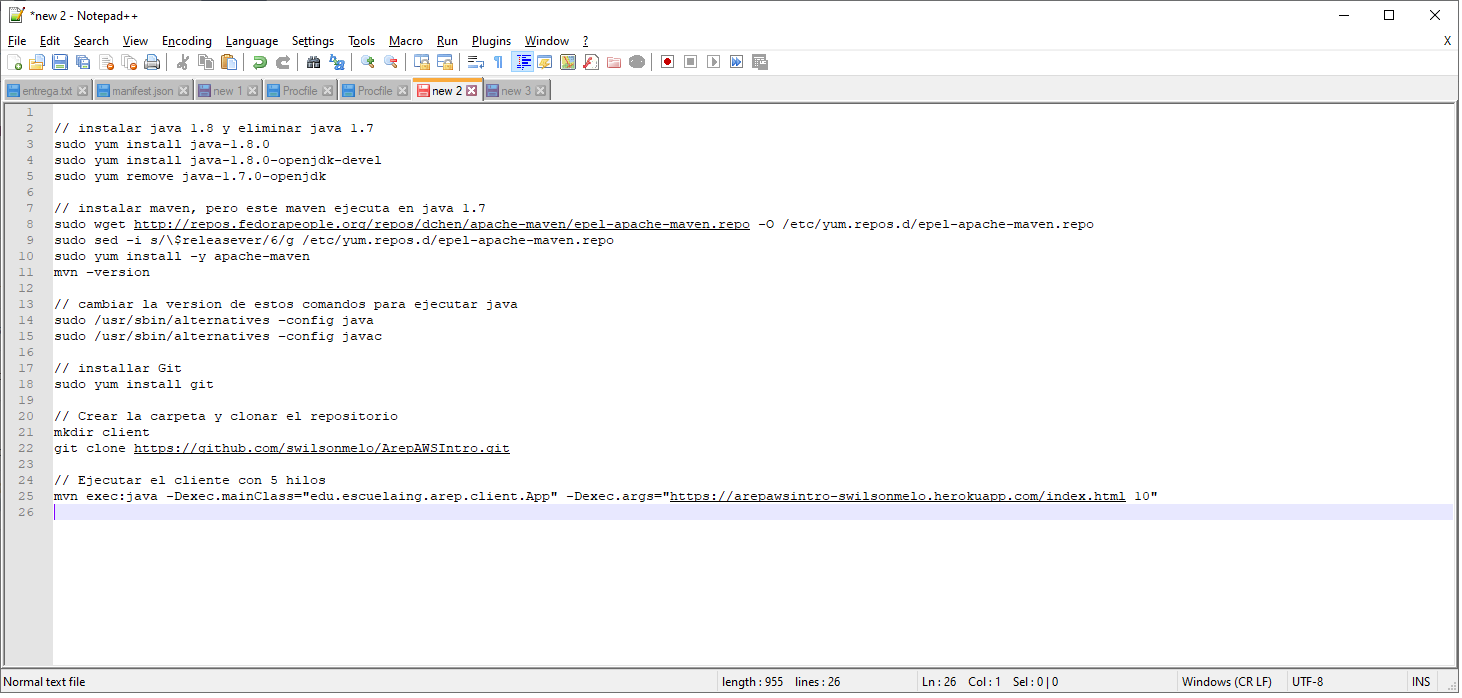 *new 2 - Notepad++
File Edit Search View Encoding Language Settings Tools Macro Run Plugins Window ? X
entrega.txt manifest.json new 1 Procfile Procfile new 2 new 3
1
2 // instalar java 1.8 y eliminar java 1.7
3 sudo yum install java-1.8.0
4 sudo yum install java-1.8.0-openjdk-devel
5 sudo yum remove java-1.7.0-openjdk
6
7 // instalar maven, pero este maven ejecuta en java 1.7
8 sudo wget http://repos.fedorapeople.org/repos/dchen/apache-maven/epel-apache-maven.repo -O /etc/yum.repos.d/epel-apache-maven.repo
9 sudo sed -i s/\$releasever/6/g /etc/yum.repos.d/epel-apache-maven.repo
10 sudo yum install -y apache-maven
11 mvn –version
12
13 // cambiar la version de estos comandos para ejecutar java
14 sudo /usr/sbin/alternatives –config java
15 sudo /usr/sbin/alternatives –config javac
16
17 // installar Git
18 sudo yum install git
19
20 // Crear la carpeta y clonar el repositorio
21 mkdir client
22 git clone https://github.com/swilsonmelo/ArepAWSIntro.git
23
24 // Ejecutar el cliente con 5 hilos
25 mvn exec:java -Dexec.mainClass="edu.escuelaing.arep.client.App" -Dexec.args="https://arepawsintro-swilsonmelo.herokuapp.com/index.html 10"
26
Normal text file length : 955 lines : 26 Ln : 26 Col : 1 Sel : 0 | 0 Windows (CR LF) UTF-8 INS